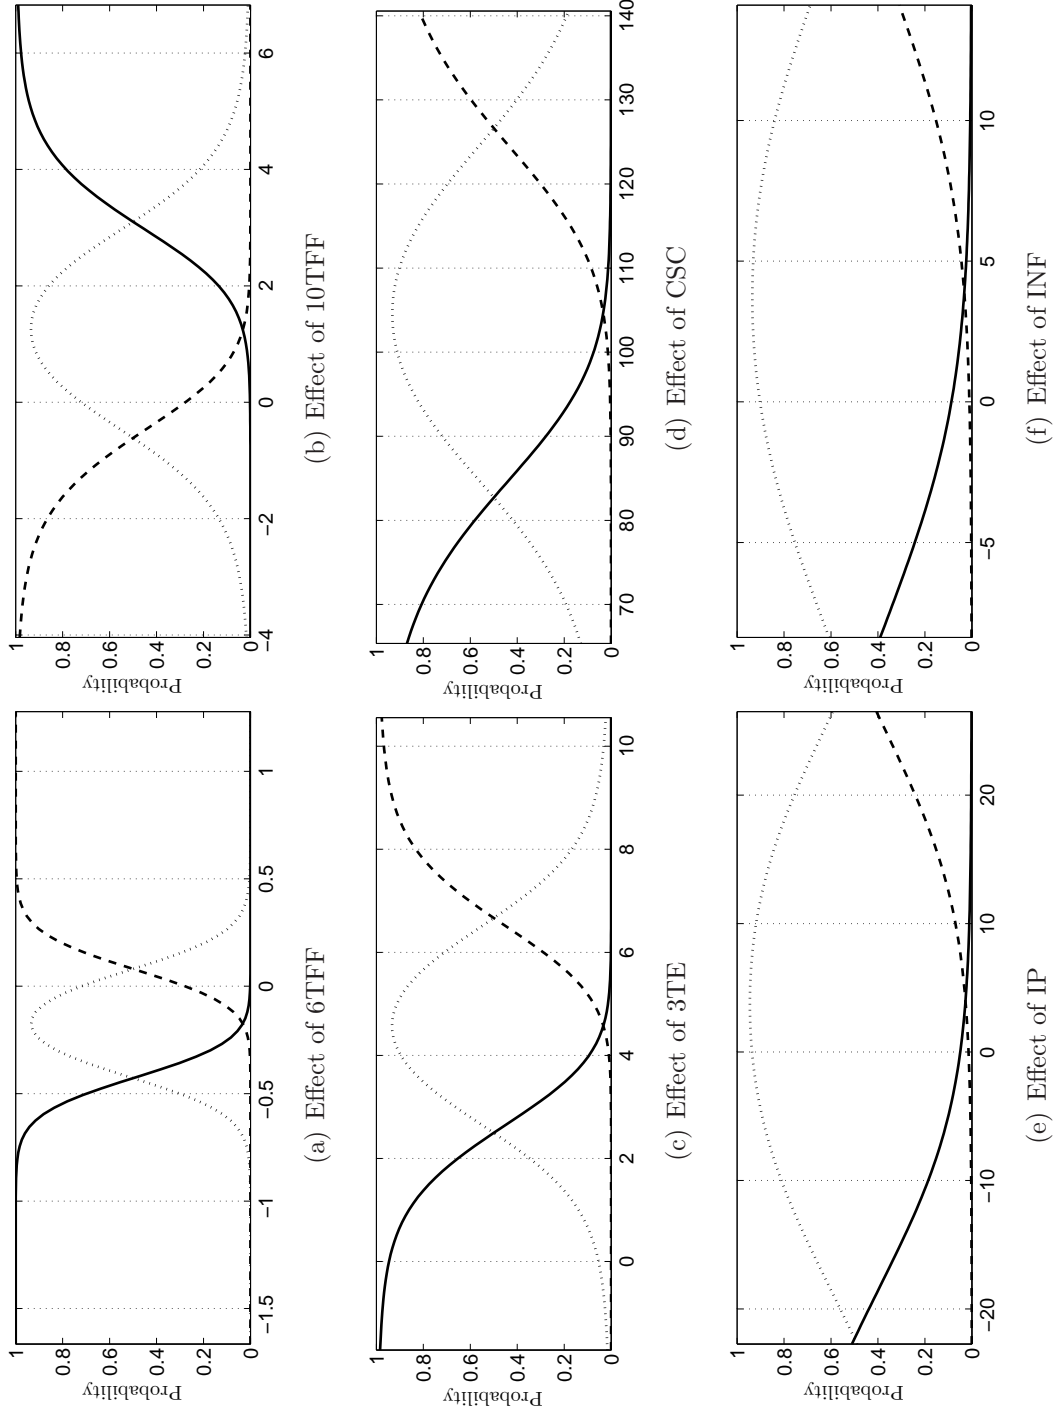 Probability
1
0.8
0.6
0.4
0.2
0
−1.5 −1 −0.5 0 0.5 1
(a) Effect of 6TFF
Probability
1
0.8
0.6
0.4
0.2
0
−4 −2 0 2 4 6
(b) Effect of 10TFF
Probability
1
0.8
0.6
0.4
0.2
0
0 2 4 6 8 10
(c) Effect of 3TE
Probability
1
0.8
0.6
0.4
0.2
0
70 80 90 100 110 120 130 140
(d) Effect of CSC
Probability
1
0.8
0.6
0.4
0.2
0
−20 −10 0 10 20
(e) Effect of IP
Probability
1
0.8
0.6
0.4
0.2
0
−5 0 5 10
(f) Effect of INF